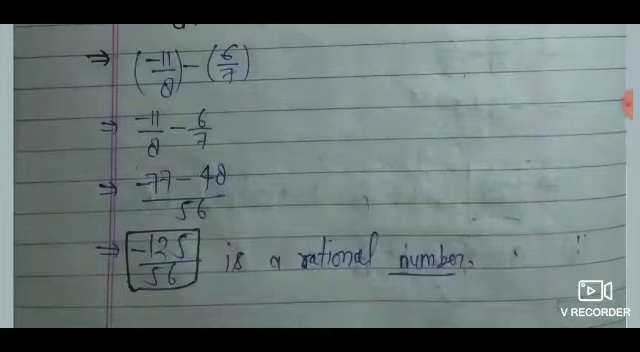 ⇒ (-11/8) - (6/7)
⇒ -11/8 - 6/7
⇒ -77 - 48/56
⇒ -125/56 is a rational number.
V RECORDER